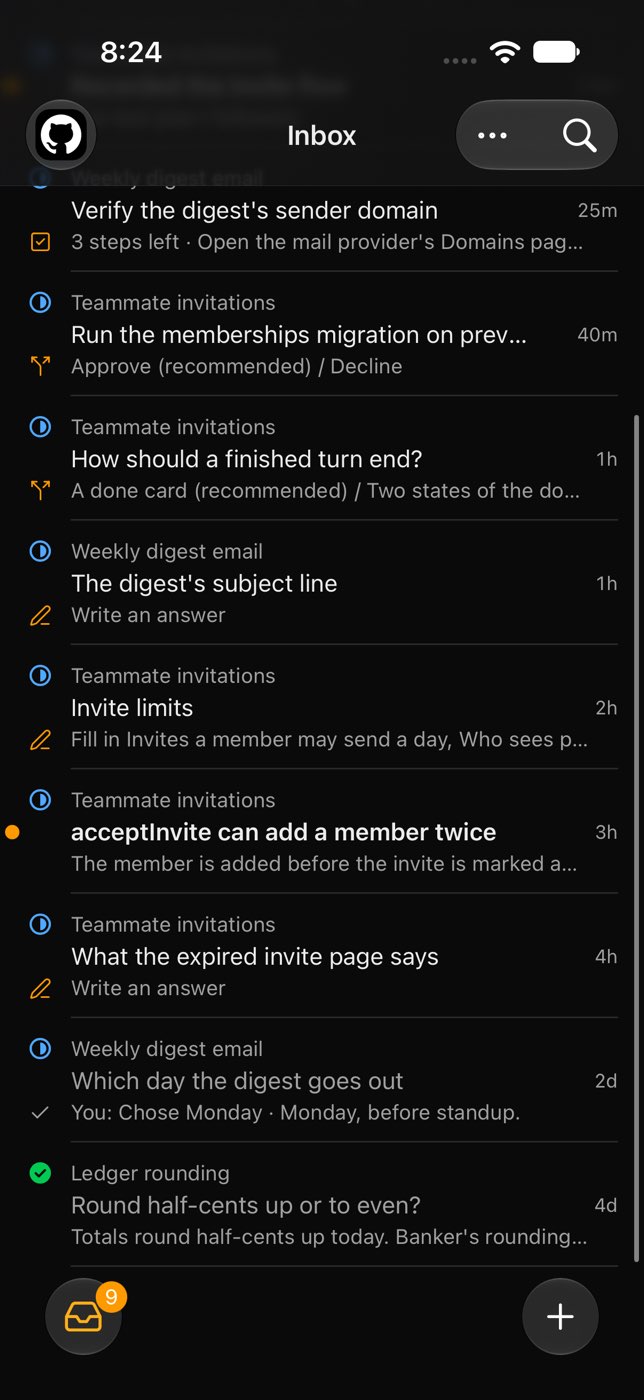 8:24
Inbox
Weekly digest email
Verify the digest's sender domain
25m
3 steps left · Open the mail provider's Domains pag...
Teammate invitations
Run the memberships migration on prev...
40m
Approve (recommended) / Decline
Teammate invitations
How should a finished turn end?
1h
A done card (recommended) / Two states of the do...
Weekly digest email
The digest's subject line
1h
Write an answer
Teammate invitations
Invite limits
2h
Fill in Invites a member may send a day, Who sees p...
Teammate invitations
acceptInvite can add a member twice
3h
The member is added before the invite is marked a...
Teammate invitations
What the expired invite page says
4h
Write an answer
Weekly digest email
Which day the digest goes out
2d
You: Chose Monday · Monday, before standup.
Ledger rounding
Round half-cents up or to even?
4d
Totals round half-cents up today. Banker's rounding...
9